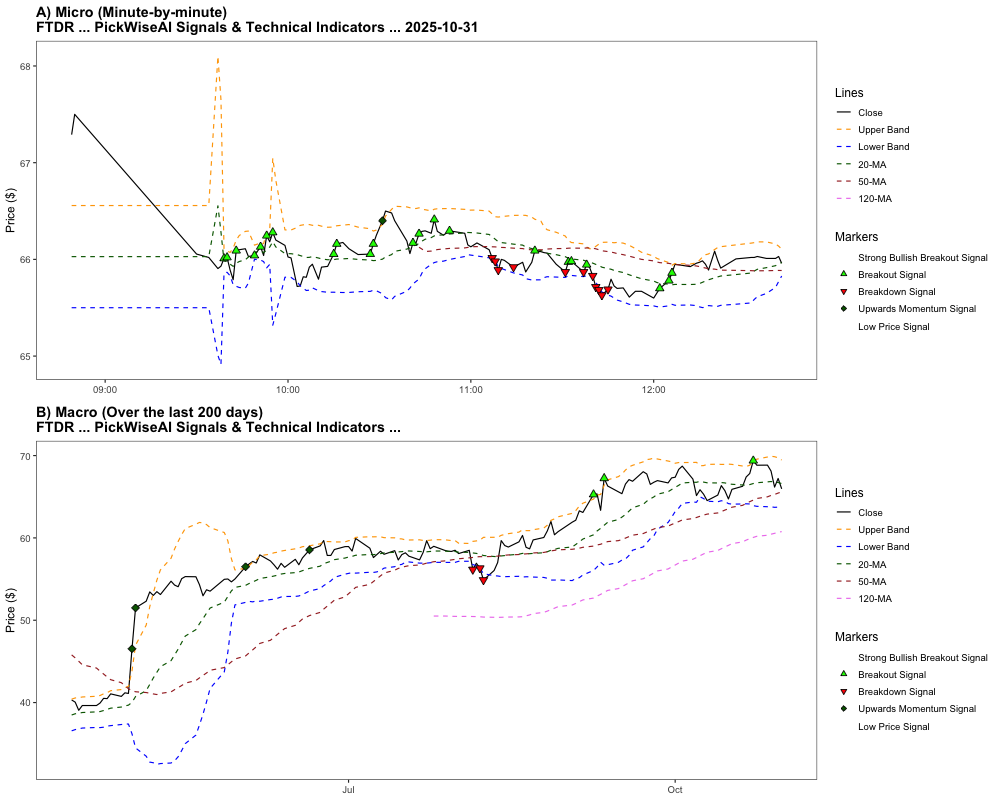 A) Micro (Minute-by-minute)
FTDR ... PickWiseAI Signals & Technical Indicators ... 2025-10-31
68
67
66
65
Price ($)
09:00
10:00
11:00
12:00
Lines
Close
Upper Band
Lower Band
20-MA
50-MA
120-MA
Markers
Strong Bullish Breakout Signal
Breakout Signal
Breakdown Signal
Upwards Momentum Signal
Low Price Signal
B) Macro (Over the last 200 days)
FTDR ... PickWiseAI Signals & Technical Indicators ...
70
60
50
40
Price ($)
Jul
Oct
Lines
Close
Upper Band
Lower Band
20-MA
50-MA
120-MA
Markers
Strong Bullish Breakout Signal
Breakout Signal
Breakdown Signal
Upwards Momentum Signal
Low Price Signal